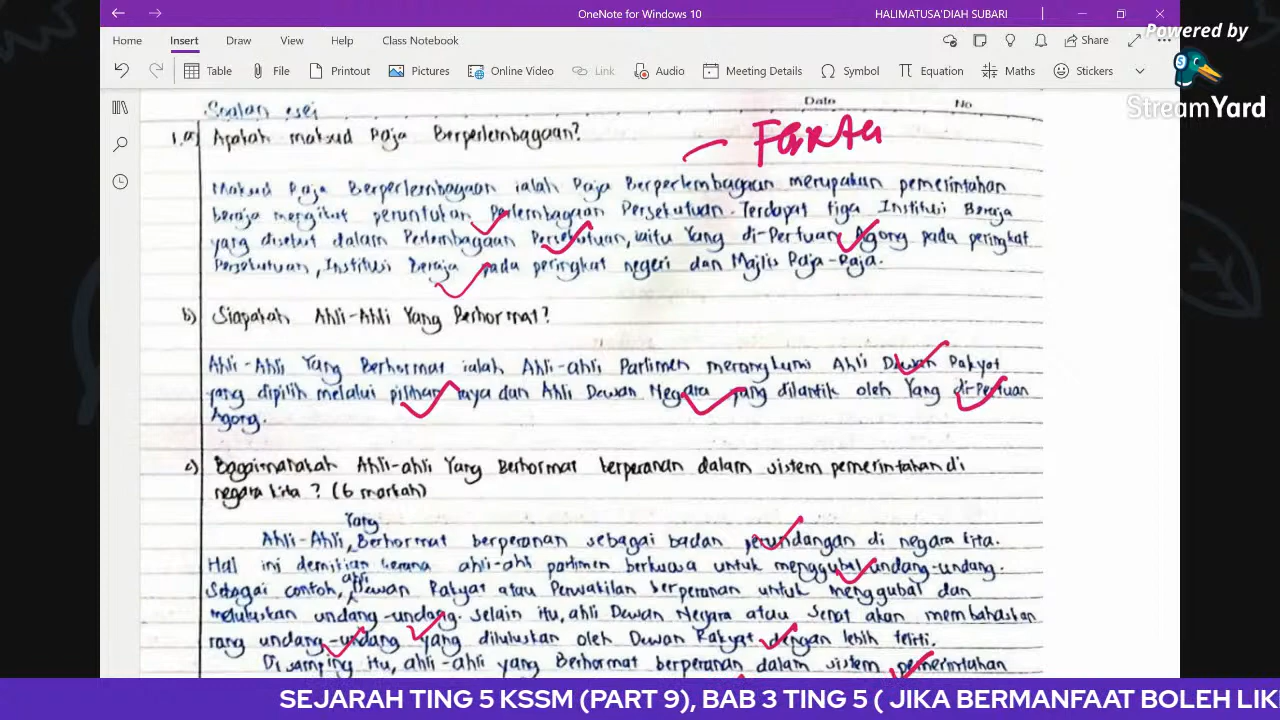 OneNote for Windows 10
HALIMATUSA'DIAH SUBARI
Powered by
StreamYard
Home Insert Draw View Help Class Notebook
Share
Table File Printout Pictures Online Video Link Audio Meeting Details Symbol Equation Maths Stickers
Soalan esei
Date No
Fakta
1.a) Apakah maksud Raja Berperlembagaan?
Maksud Raja Berperlembagaan ialah Raja Berperlembagaan merupakan pemerintahan
beraja mengikut peruntukan Perlembagaan Persekutuan. Terdapat tiga Institusi Beraja
yang disebut dalam Perlembagaan Persekutuan, iaitu Yang di-Pertuan Agong pada peringkat
Persekutuan, Institusi Beraja pada peringkat negeri dan Majlis Raja-Raja.
b) Siapakah Ahli-Ahli Yang Berhormat?
Ahli-Ahli Yang Berhormat ialah Ahli-ahli Parlimen merangkumi Ahli Dewan Rakyat
yang dipilih melalui pilihan raya dan Ahli Dewan Negara yang dilantik oleh Yang di-Pertuan
Agong.
c) Bagaimanakah Ahli-ahli Yang Berhormat berperanan dalam sistem pemerintahan di
negara kita? (6 markah)
Yang
Ahli-Ahli Berhormat berperanan sebagai badan perundangan di negara kita.
Hal ini demikian kerana ahli-ahli parlimen berkuasa untuk menggubal undang-undang.
ahli
Sebagai contoh, Dewan Rakyat atau Perwakilan berperanan untuk menggubal dan
meluluskan undang-undang. Selain itu, ahli Dewan Negara atau Senat akan membahaskan
rang undang-undang yang diluluskan oleh Dewan Rakyat dengan lebih teliti.
Di samping itu, ahli-ahli yang Berhormat berperanan dalam sistem pemerintahan
SEJARAH TING 5 KSSM (PART 9), BAB 3 TING 5 ( JIKA BERMANFAAT BOLEH LIK